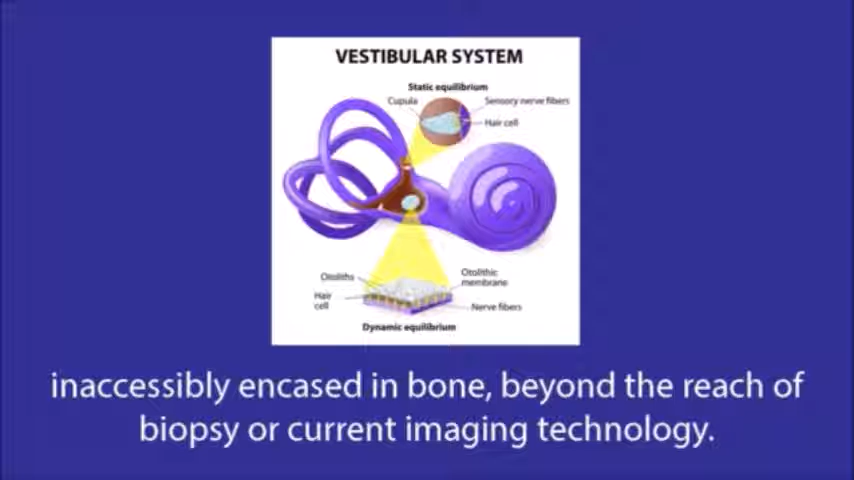 VESTIBULAR SYSTEM
Static equilibrium
Cupula
Sensory nerve fibers
Hair cell
Otoliths
Otolithic
membrane
Hair
cell
Nerve fibers
Dynamic equilibrium
inaccessibly encased in bone, beyond the reach of
biopsy or current imaging technology.